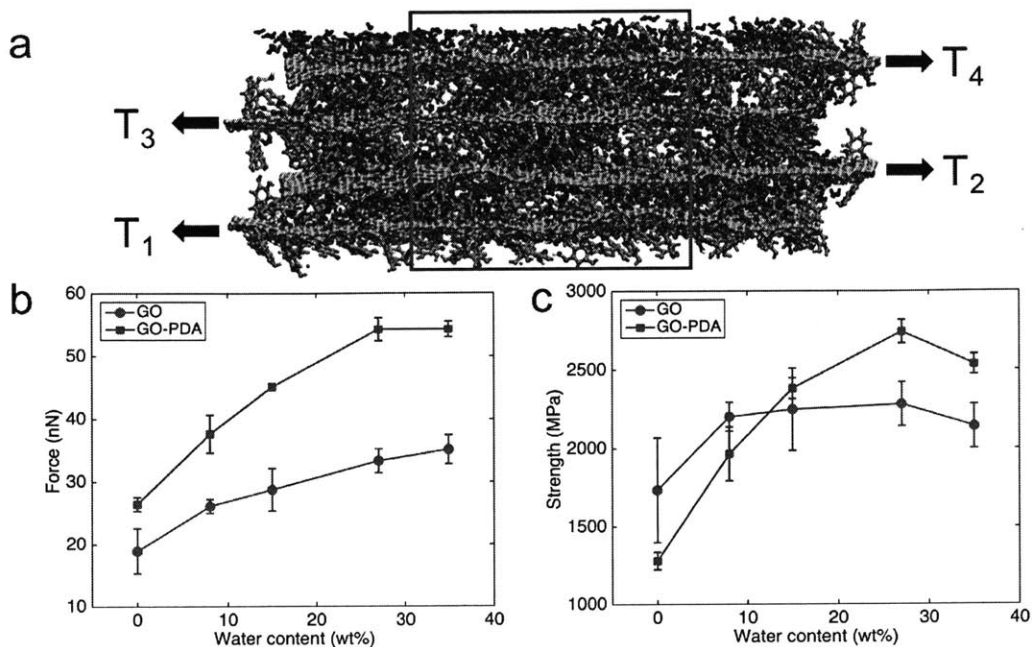 a
T4
T3
T2
T1
b
60
50
40
30
20
10
Force (nN)
GO
GO-PDA
0 10 20 30 40
Water content (wt%)
c
3000
2500
2000
1500
1000
Strength (MPa)
GO
GO-PDA
0 10 20 30 40
Water content (wt%)